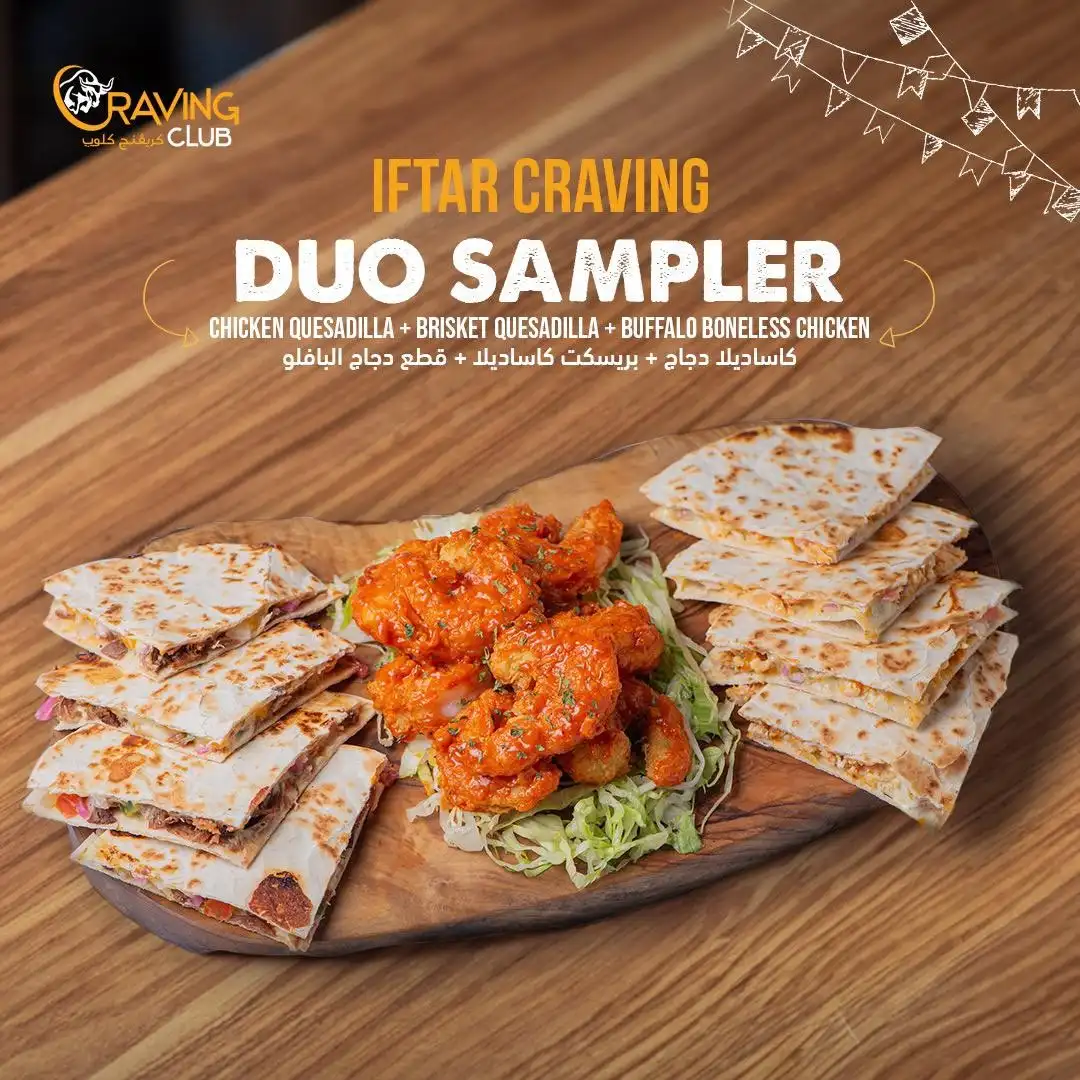 CRAVING
كريڤنج كلوب CLUB
IFTAR CRAVING
DUO SAMPLER
CHICKEN QUESADILLA + BRISKET QUESADILLA + BUFFALO BONELESS CHICKEN
كاساديلا دجاج + بريسكت كاساديلا + قطع دجاج البافلو